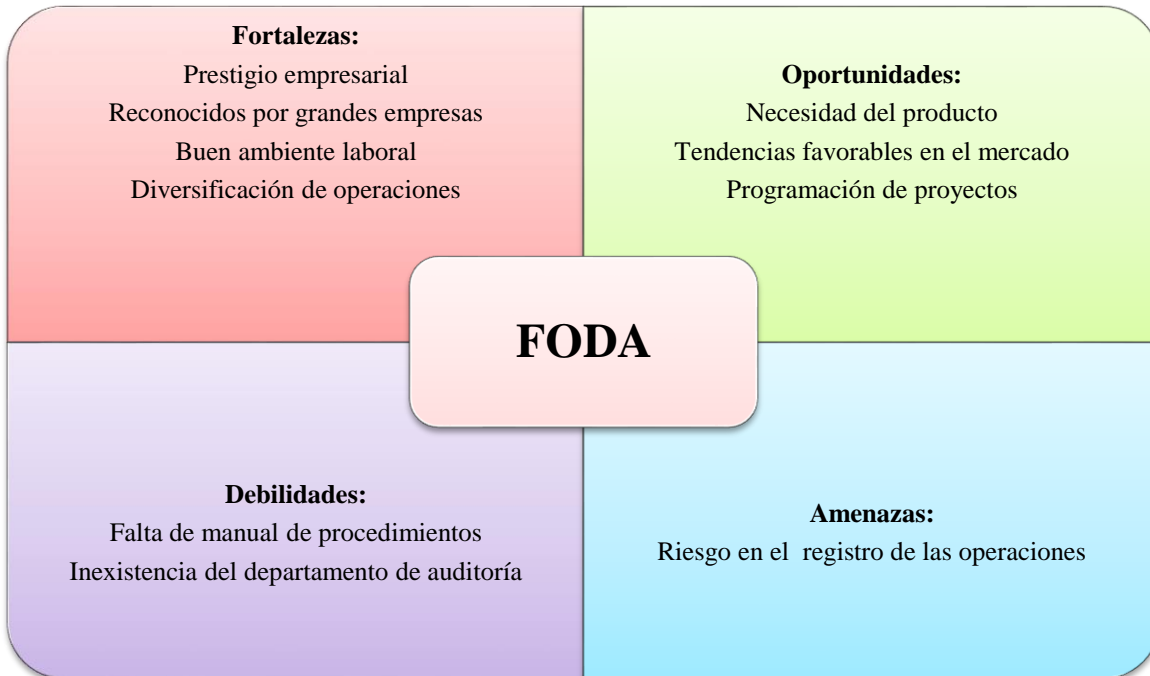 Fortalezas:
Prestigio empresarial
Reconocidos por grandes empresas
Buen ambiente laboral
Diversificación de operaciones
Oportunidades:
Necesidad del producto
Tendencias favorables en el mercado
Programación de proyectos
FODA
Debilidades:
Falta de manual de procedimientos
Inexistencia del departamento de auditoría
Amenazas:
Riesgo en el  registro de las operaciones